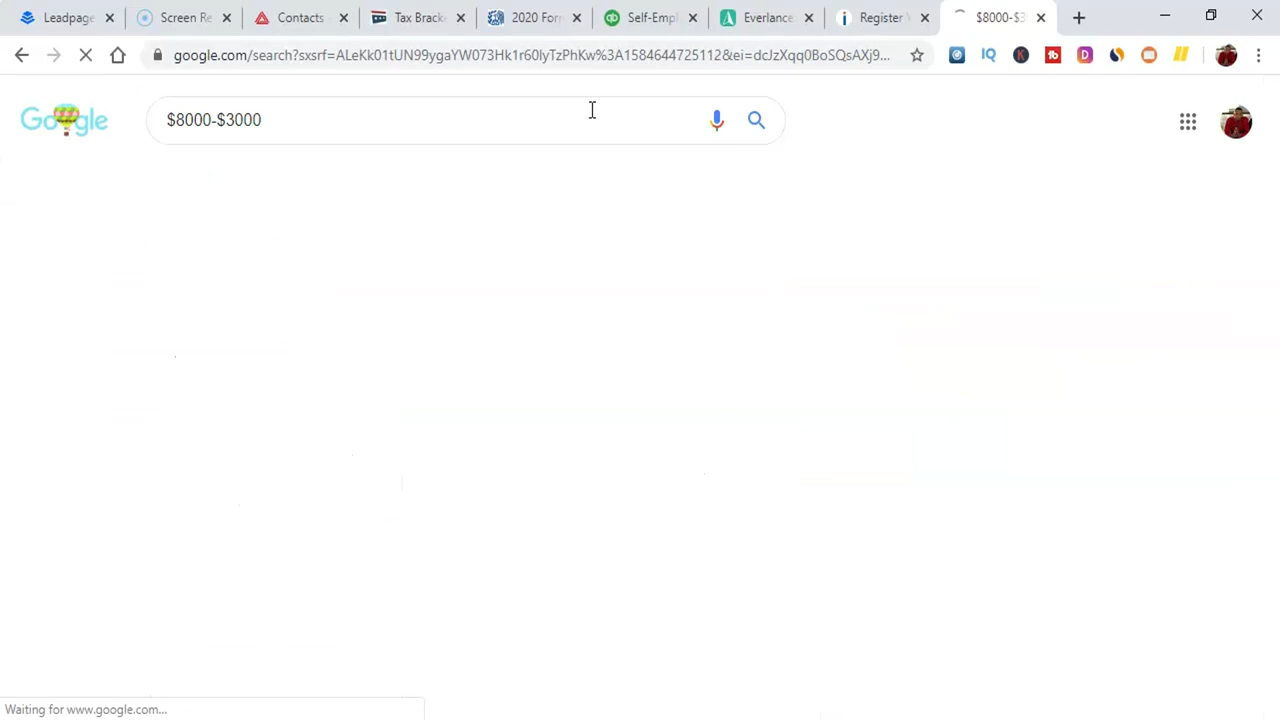 Leadpage
Screen Re
Contacts
Tax Brack
2020 Form
Self-Empl
Everlance
Register
$8000-$3
google.com/search?sxsrf=ALeKk01tUN99ygaYW073Hk1r60lyTzPhKw%3A1584644725112&ei=dcJzXqq0BoSQsAXj9...
Google
$8000-$3000
Waiting for www.google.com...